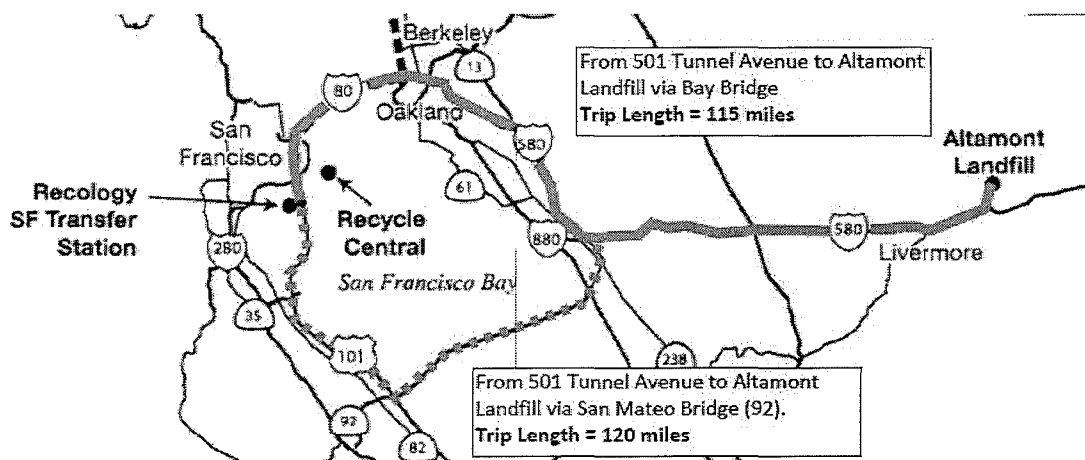 Berkeley
13
80
Oakland
From 501 Tunnel Avenue to Altamont
Landfill via Bay Bridge
Trip Length = 115 miles
San
Francisco
580
Altamont
Landfill
Recology
SF Transfer
Station
Recycle
Central
61
280
880
580
Livermore
San Francisco Bay
35
101
238
From 501 Tunnel Avenue to Altamont
Landfill via San Mateo Bridge (92).
Trip Length = 120 miles
92
82